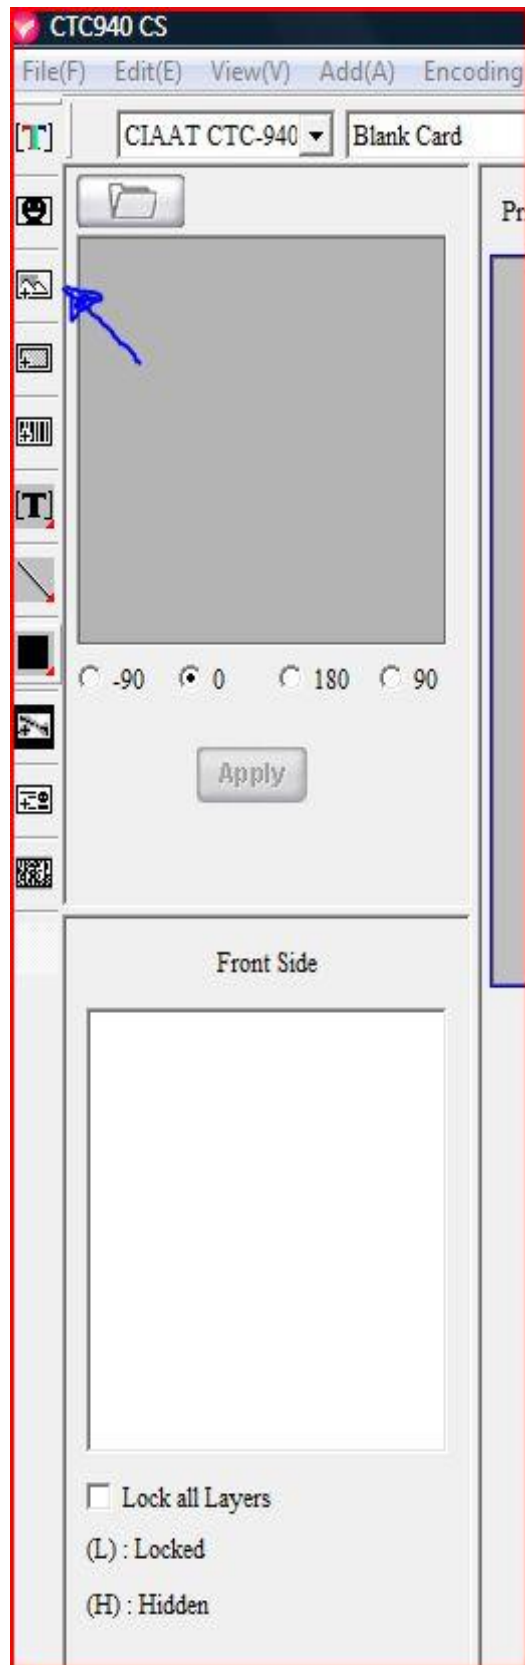 CTC940 CS
File(F) Edit(E) View(V) Add(A) Encoding
[T] CIAAT CTC-940 Blank Card
-90 0 180 90
Apply
[T]
Front Side
Lock all Layers
(L) : Locked
(H) : Hidden